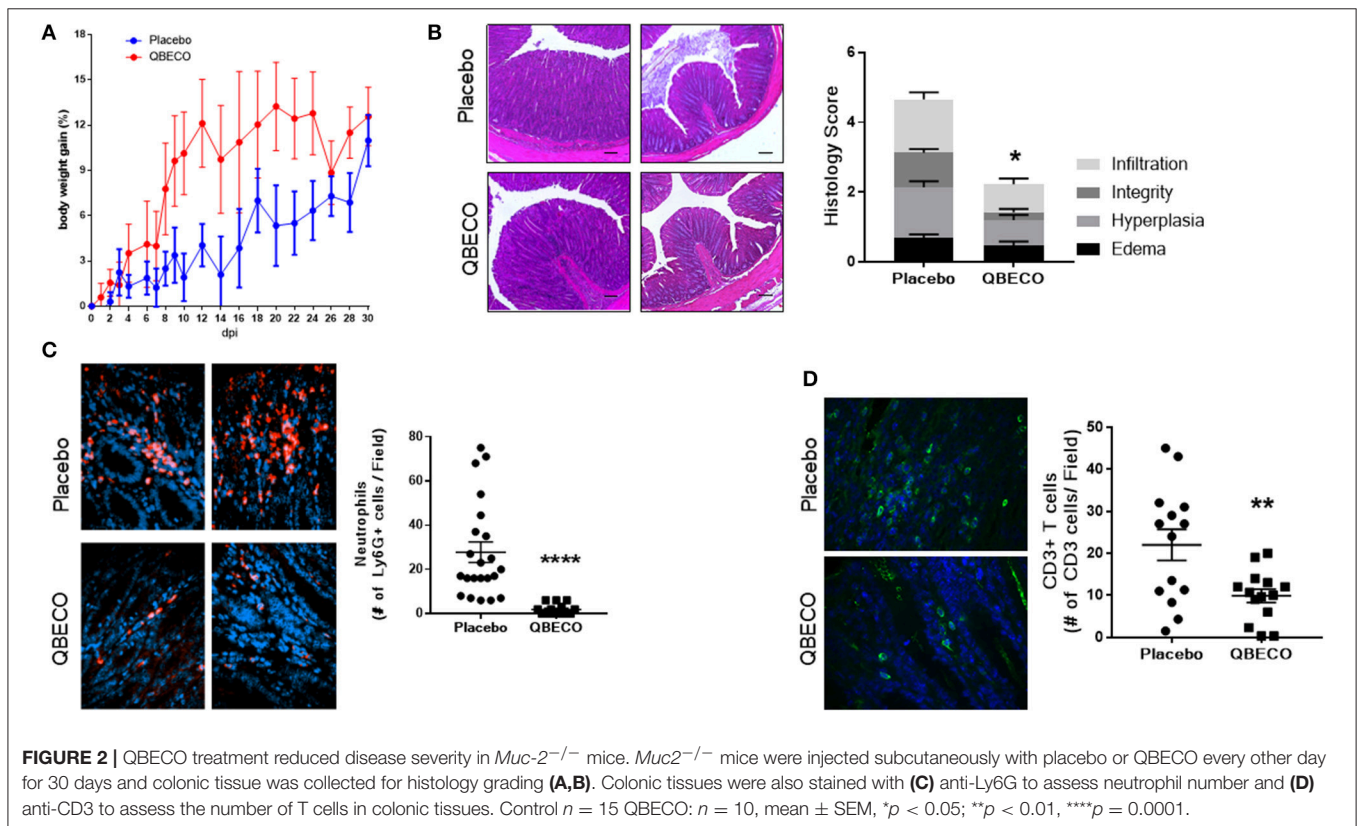 A
Placebo
QBECO
body weight gain (%)
18
15
12
9
6
3
0
0 2 4 6 8 10 12 14 16 18 20 22 24 26 28 30
dpi
B
Placebo
QBECO
Histology Score
6
4
2
0
*
Placebo QBECO
Infiltration
Integrity
Hyperplasia
Edema
C
Placebo
QBECO
Neutrophils
(# of Ly6G+ cells / Field)
80
60
40
20
0
****
Placebo QBECO
D
Placebo
QBECO
CD3+ T cells
(# of CD3 cells/ Field)
50
40
30
20
10
0
**
Placebo QBECO
FIGURE 2 | QBECO treatment reduced disease severity in Muc-2−/− mice. Muc2−/− mice were injected subcutaneously with placebo or QBECO every other day
for 30 days and colonic tissue was collected for histology grading (A,B). Colonic tissues were also stained with (C) anti-Ly6G to assess neutrophil number and (D)
anti-CD3 to assess the number of T cells in colonic tissues. Control n = 15 QBECO: n = 10, mean ± SEM, *p < 0.05; **p < 0.01, ****p = 0.0001.